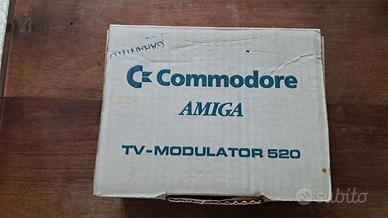 Commodore
AMIGA
TV-MODULATOR 520
subito